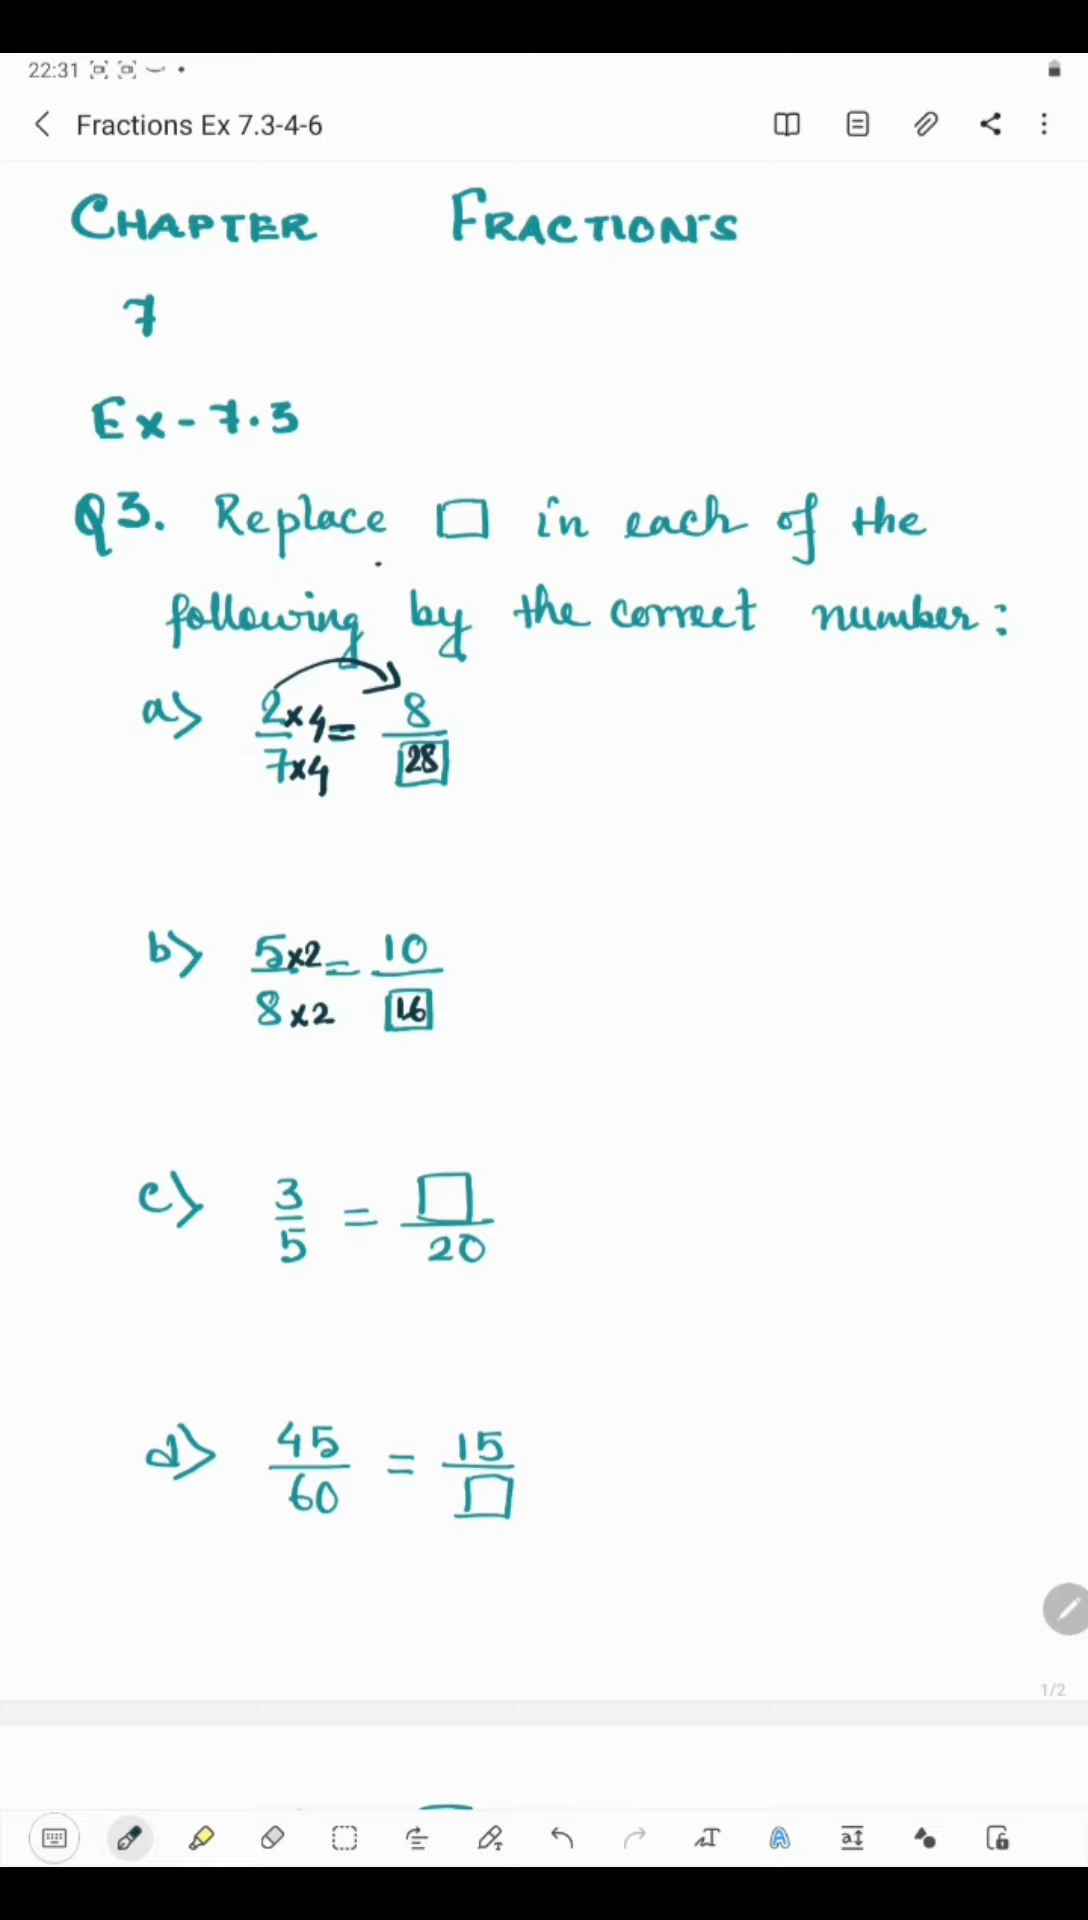 22:31
Fractions Ex 7.3-4-6
CHAPTER FRACTIONS
7
Ex - 7.3
Q3. Replace □ in each of the
following by the correct number:
a) 2×4/7×4 = 8/28
b) 5×2/8×2 = 10/16
c) 3/5 = □/20
d) 45/60 = 15/□
1/2